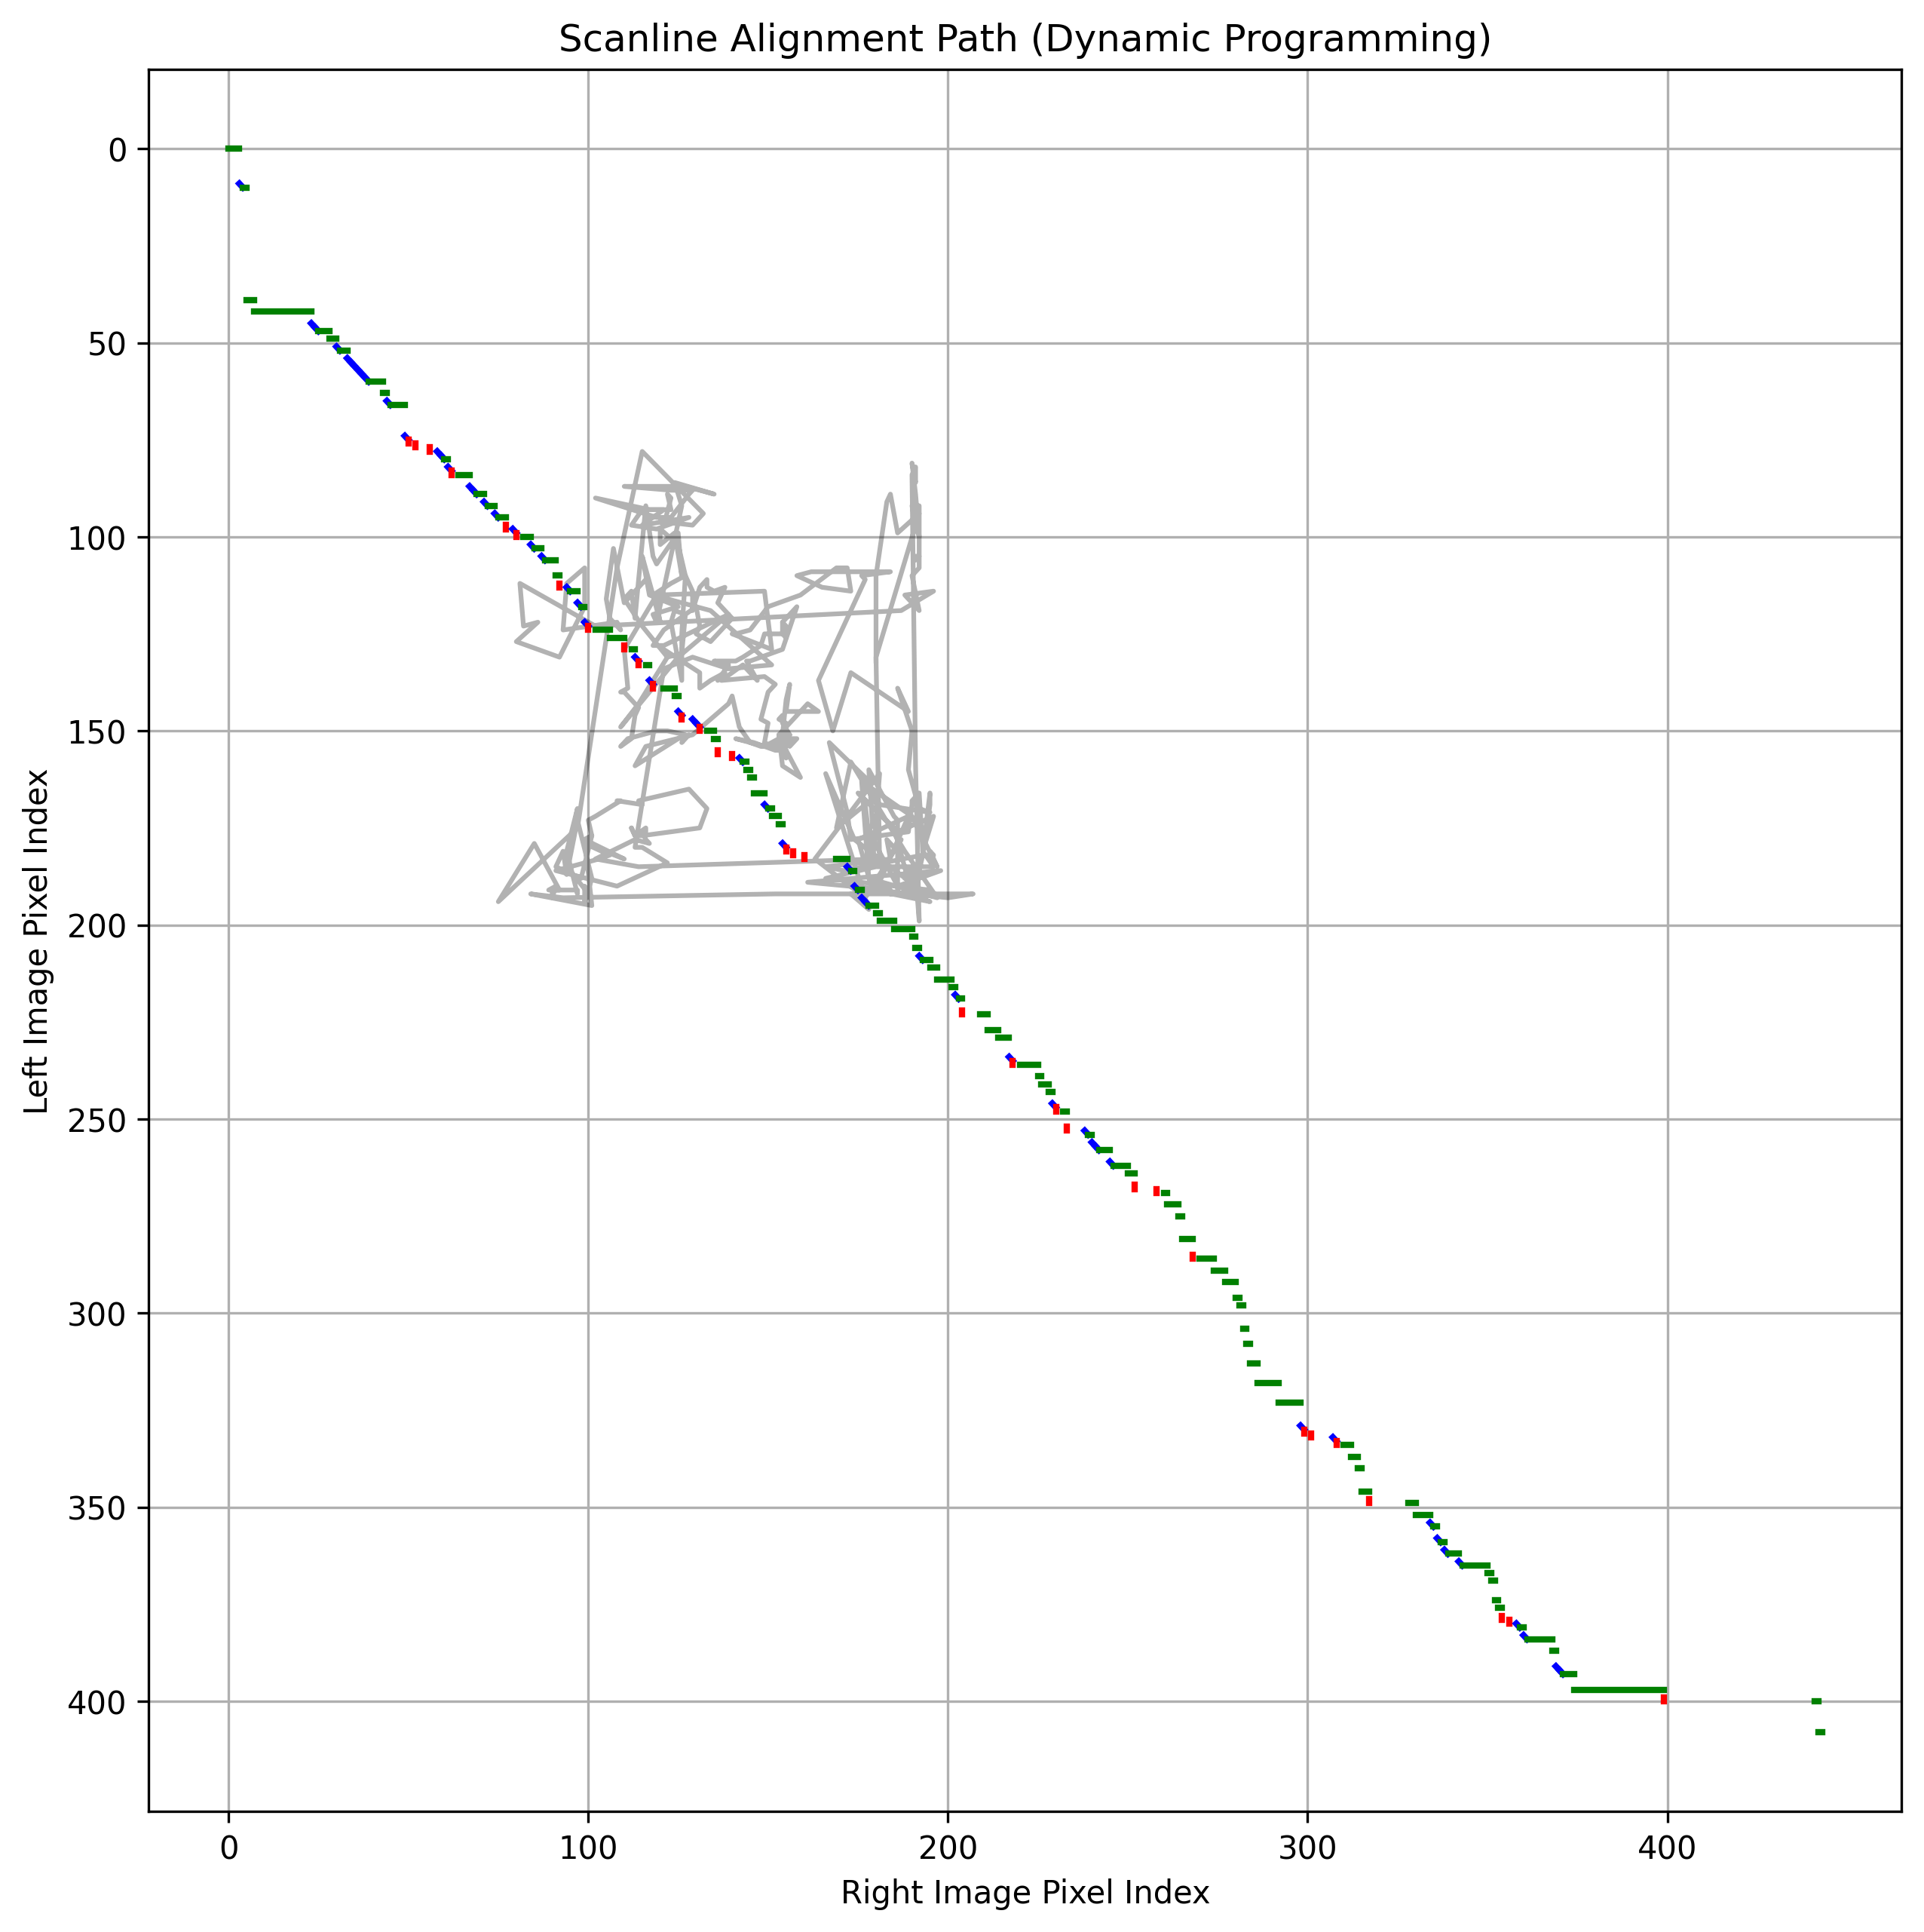 Scanline Alignment Path (Dynamic Programming)
Left Image Pixel Index
0
50
100
150
200
250
300
350
400
0 100 200 300 400
Right Image Pixel Index